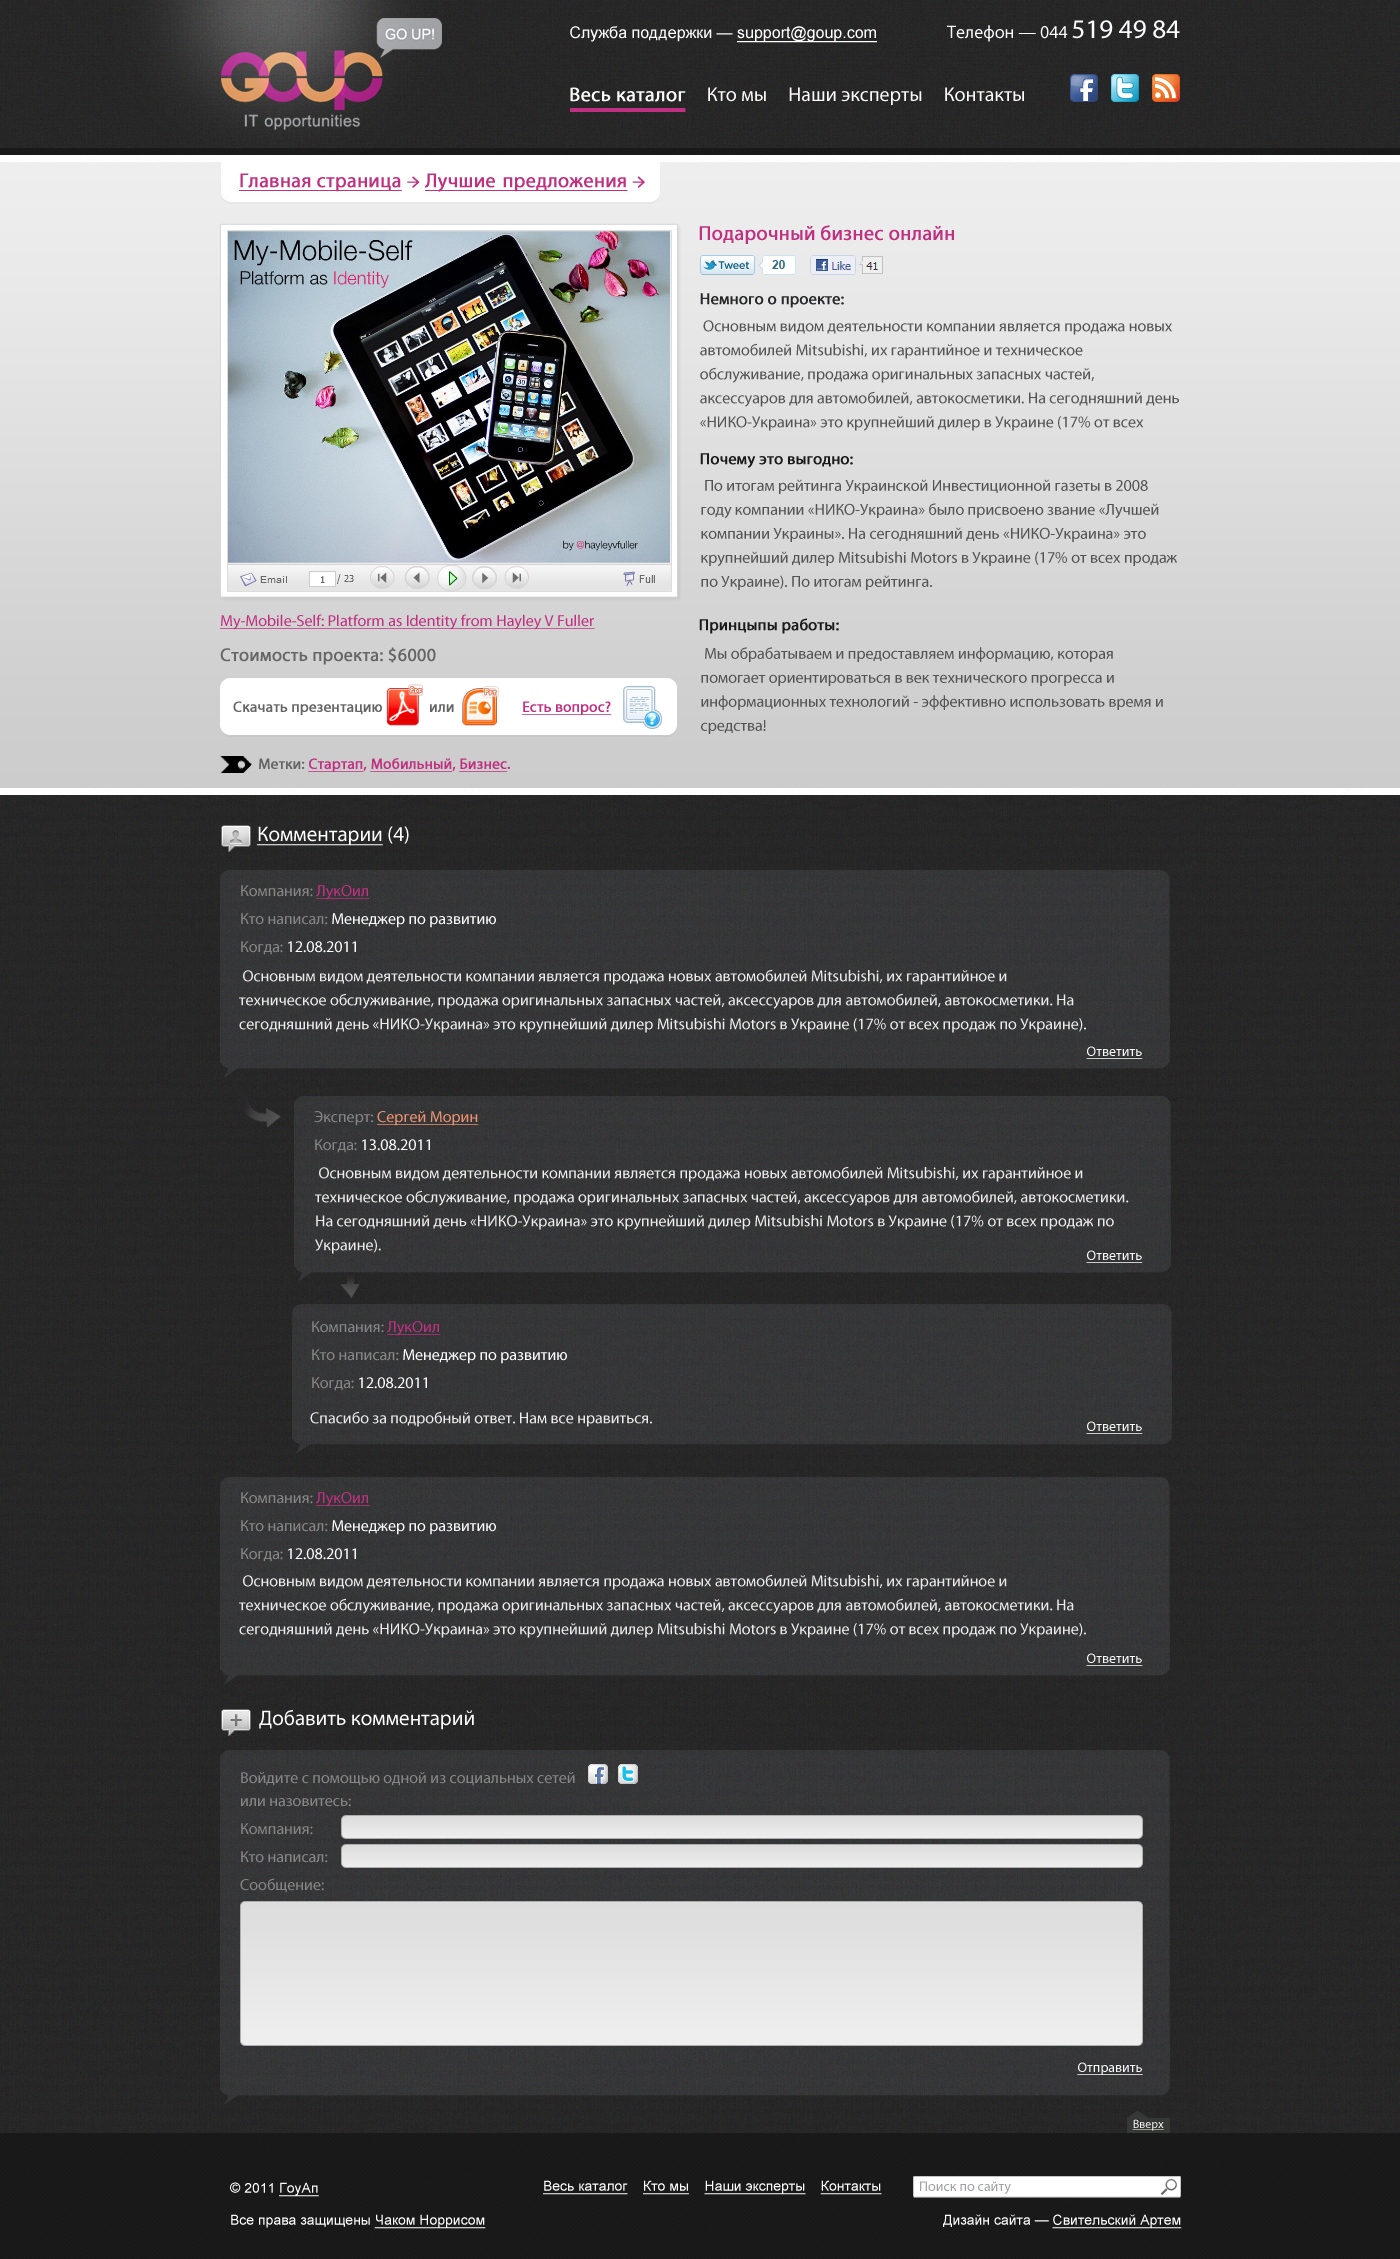 GO UP!
GOUP
IT opportunities
Служба поддержки — support@goup.com
Телефон — 044 519 49 84
Весь каталог Кто мы Наши эксперты Контакты
Главная страница → Лучшие предложения →
My-Mobile-Self
Platform as Identity
by @hayleyvfuller
Email 1 / 23 Full
My-Mobile-Self: Platform as Identity from Hayley V Fuller
Стоимость проекта: $6000
Скачать презентацию или Есть вопрос?
Метки: Стартап, Мобильный, Бизнес.
Подарочный бизнес онлайн
Tweet 20 Like 41
Немного о проекте:
Основным видом деятельности компании является продажа новых
автомобилей Mitsubishi, их гарантийное и техническое
обслуживание, продажа оригинальных запасных частей,
аксессуаров для автомобилей, автокосметики. На сегодняшний день
«НИКО-Украина» это крупнейший дилер в Украине (17% от всех
Почему это выгодно:
По итогам рейтинга Украинской Инвестиционной газеты в 2008
году компании «НИКО-Украина» было присвоено звание «Лучшей
компании Украины». На сегодняшний день «НИКО-Украина» это
крупнейший дилер Mitsubishi Motors в Украине (17% от всех продаж
по Украине). По итогам рейтинга.
Принцыпы работы:
Мы обрабатываем и предоставляем информацию, которая
помогает ориентироваться в век технического прогресса и
информационных технологий - эффективно использовать время и
средства!
Комментарии (4)
Компания: ЛукОил
Кто написал: Менеджер по развитию
Когда: 12.08.2011
Основным видом деятельности компании является продажа новых автомобилей Mitsubishi, их гарантийное и
техническое обслуживание, продажа оригинальных запасных частей, аксессуаров для автомобилей, автокосметики. На
сегодняшний день «НИКО-Украина» это крупнейший дилер Mitsubishi Motors в Украине (17% от всех продаж по Украине).
Ответить
Эксперт: Сергей Морин
Когда: 13.08.2011
Основным видом деятельности компании является продажа новых автомобилей Mitsubishi, их гарантийное и
техническое обслуживание, продажа оригинальных запасных частей, аксессуаров для автомобилей, автокосметики.
На сегодняшний день «НИКО-Украина» это крупнейший дилер Mitsubishi Motors в Украине (17% от всех продаж по
Украине).
Ответить
Компания: ЛукОил
Кто написал: Менеджер по развитию
Когда: 12.08.2011
Спасибо за подробный ответ. Нам все нравиться.
Ответить
Компания: ЛукОил
Кто написал: Менеджер по развитию
Когда: 12.08.2011
Основным видом деятельности компании является продажа новых автомобилей Mitsubishi, их гарантийное и
техническое обслуживание, продажа оригинальных запасных частей, аксессуаров для автомобилей, автокосметики. На
сегодняшний день «НИКО-Украина» это крупнейший дилер Mitsubishi Motors в Украине (17% от всех продаж по Украине).
Ответить
Добавить комментарий
Войдите с помощью одной из социальных сетей
или назовитесь:
Компания:
Кто написал:
Сообщение:
Отправить
Вверх
© 2011 ГоуАп
Весь каталог Кто мы Наши эксперты Контакты
Поиск по сайту
Все права защищены Чаком Норрисом
Дизайн сайта — Свительский Артем